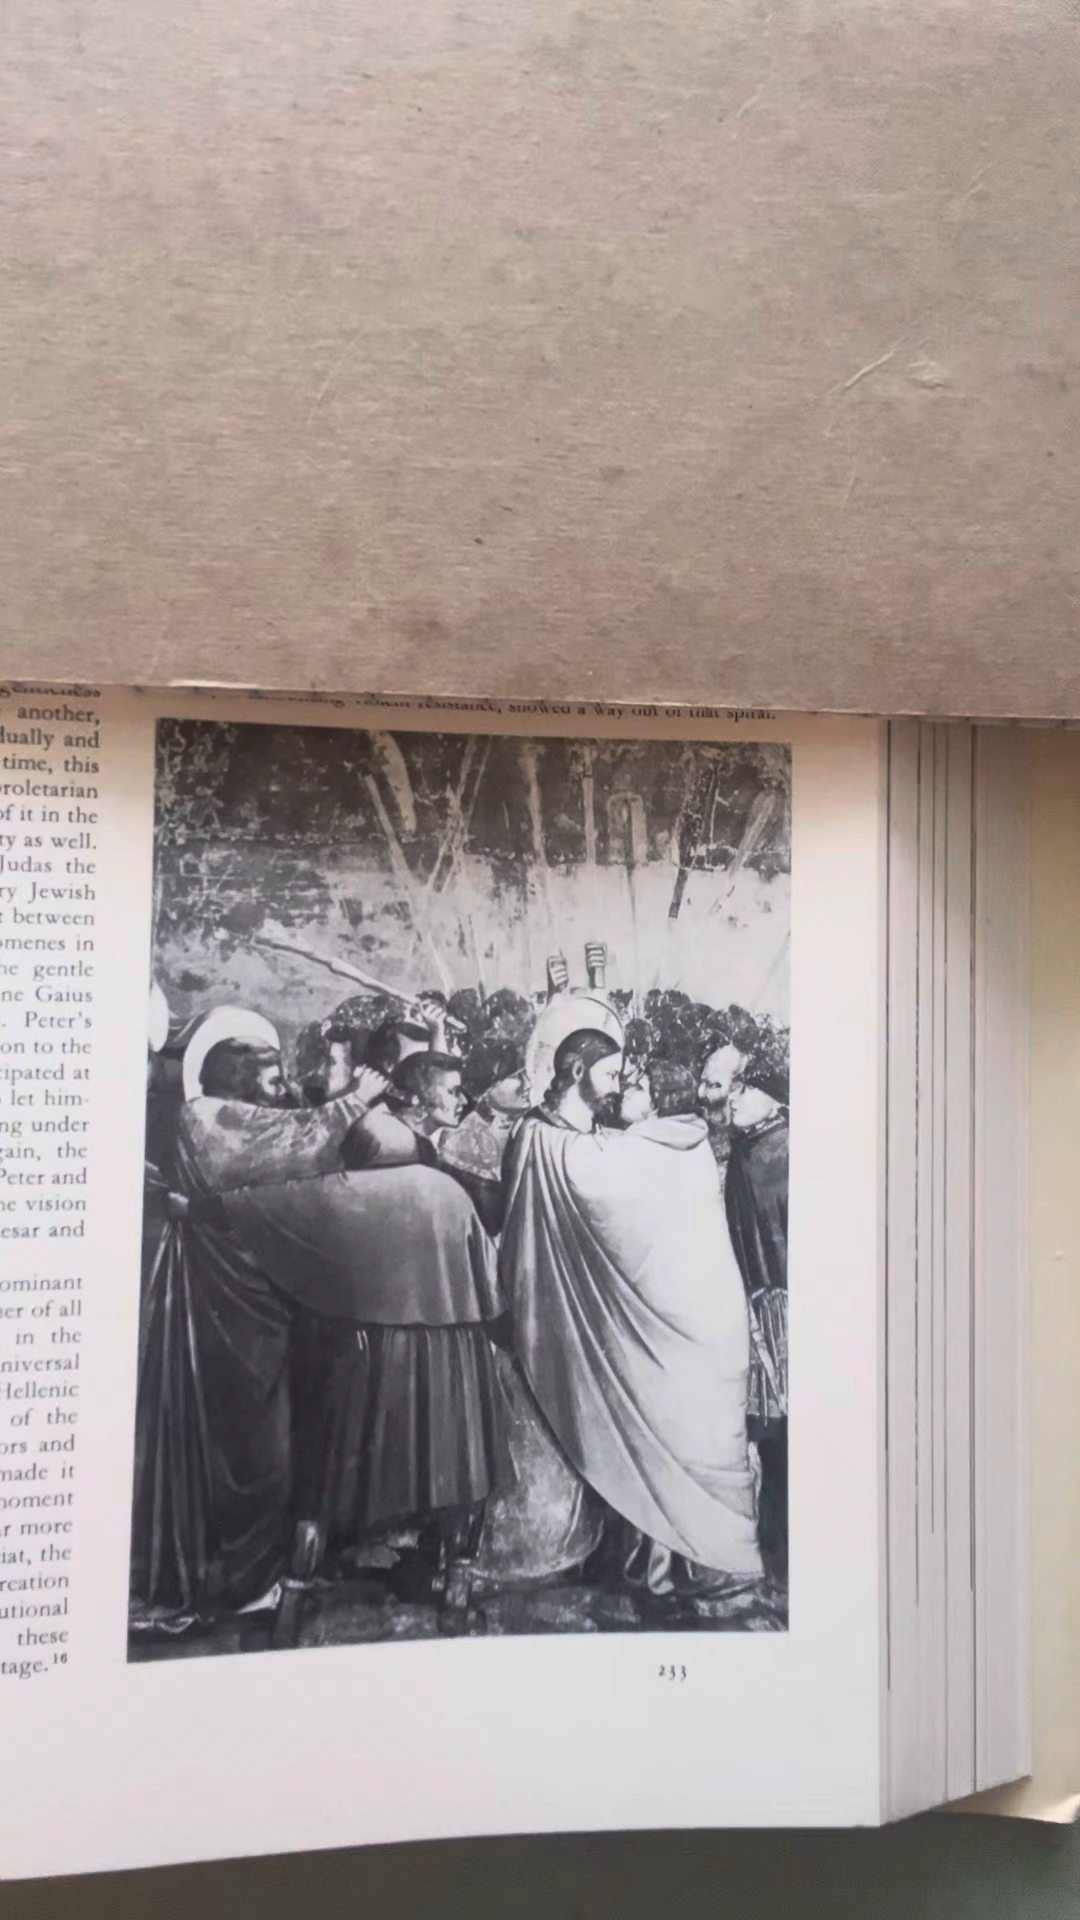 another,
dually and
time, this
proletarian
of it in the
ty as well.
Judas the
ry Jewish
t between
omenes in
he gentle
ne Gaius
. Peter's
on to the
cipated at
let him-
ng under
gain, the
Peter and
he vision
esar and
ominant
ner of all
in the
niversal
Hellenic
of the
ors and
made it
moment
r more
iat, the
reation
utional
these
tage.16
resistance, showed a way out of that spiral.
233